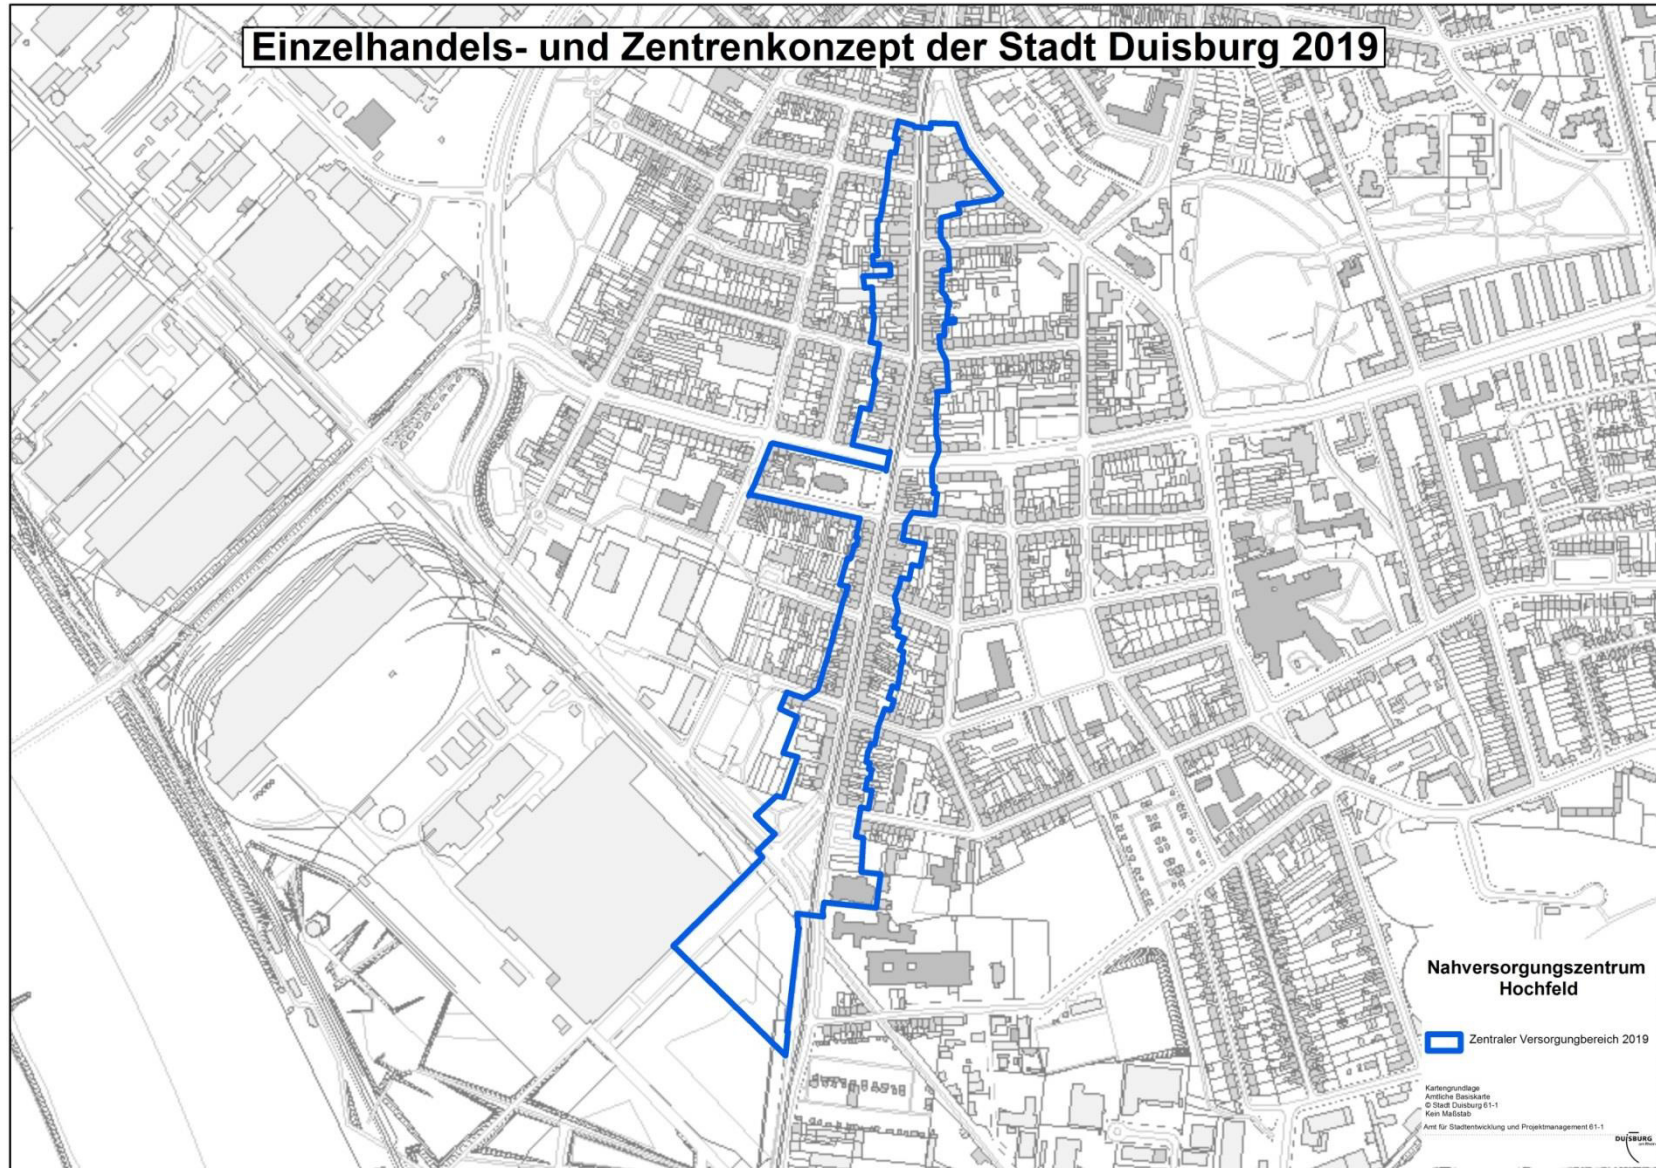 Einzelhandels- und Zentrenkonzept der Stadt Duisburg 2019
Nahversorgungszentrum
Hochfeld
Zentraler Versorgungbereich 2019
Kartengrundlage
Amtliche Basiskarte
© Stadt Duisburg 61-1
Kein Maßstab
Amt für Stadtentwicklung und Projektmanagement 61-1
DUISBURG